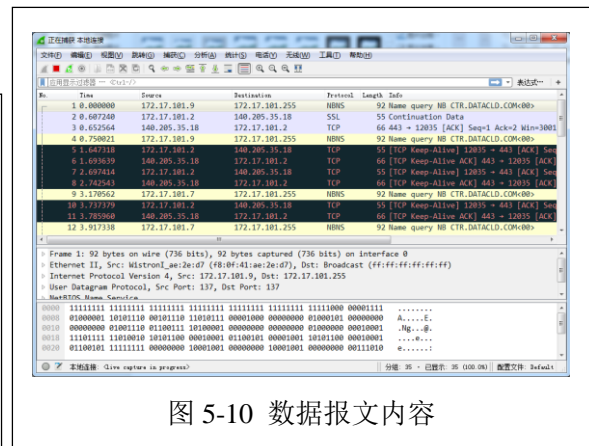 正在捕获 本地连接
文件(F) 编辑(E) 视图(V) 跳转(G) 捕获(C) 分析(A) 统计(S) 电话(Y) 无线(W) 工具(T) 帮助(H)
应用显示过滤器 … <Ctrl-/> 表达式… +
No. Time Source Destination Protocol Length Info
1 0.000000 172.17.101.9 172.17.101.255 NBNS 92 Name query NB CTR.DATACLD.COM<00>
2 0.607240 172.17.101.2 140.205.35.18 SSL 55 Continuation Data
3 0.652564 140.205.35.18 172.17.101.2 TCP 66 443 → 12035 [ACK] Seq=1 Ack=2 Win=3001
4 0.750021 172.17.101.9 172.17.101.255 NBNS 92 Name query NB CTR.DATACLD.COM<00>
5 1.647318 172.17.101.2 140.205.35.18 TCP 55 [TCP Keep-Alive] 12035 → 443 [ACK] Seq
6 1.693639 140.205.35.18 172.17.101.2 TCP 66 [TCP Keep-Alive ACK] 443 → 12035 [ACK]
7 2.697414 172.17.101.2 140.205.35.18 TCP 55 [TCP Keep-Alive] 12035 → 443 [ACK] Seq
8 2.742543 140.205.35.18 172.17.101.2 TCP 66 [TCP Keep-Alive ACK] 443 → 12035 [ACK]
9 3.170562 172.17.101.7 172.17.101.255 NBNS 92 Name query NB CTR.DATACLD.COM<00>
10 3.737379 172.17.101.2 140.205.35.18 TCP 55 [TCP Keep-Alive] 12035 → 443 [ACK] Seq
11 3.785960 140.205.35.18 172.17.101.2 TCP 66 [TCP Keep-Alive ACK] 443 → 12035 [ACK]
12 3.917338 172.17.101.7 172.17.101.255 NBNS 92 Name query NB CTR.DATACLD.COM<00>
Frame 1: 92 bytes on wire (736 bits), 92 bytes captured (736 bits) on interface 0
Ethernet II, Src: WistronI_ae:2e:d7 (f8:0f:41:ae:2e:d7), Dst: Broadcast (ff:ff:ff:ff:ff:ff)
Internet Protocol Version 4, Src: 172.17.101.9, Dst: 172.17.101.255
User Datagram Protocol, Src Port: 137, Dst Port: 137
NetBIOS Name Service
0000 11111111 11111111 11111111 11111111 11111111 11111111 11111000 00001111 ........
0008 01000001 10101110 00101110 11010111 00001000 00000000 01000101 00000000 A.....E.
0010 00000000 01001110 01100111 10100001 00000000 00000000 01000000 00010001 .Ng...@.
0018 11101111 11010010 10101100 00010001 01100101 00001001 10101100 00010001 ....e...
0020 01100101 11111111 00000000 10001001 00000000 10001001 00000000 00111010 e......:
本地连接: <live capture in progress> 分组: 35 · 已显示: 35 (100.0%) 配置文件: Default
图 5-10 数据报文内容